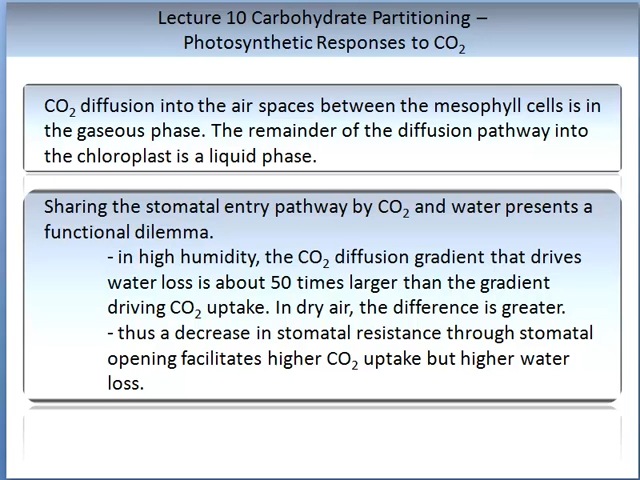 Lecture 10 Carbohydrate Partitioning –
Photosynthetic Responses to CO₂
CO₂ diffusion into the air spaces between the mesophyll cells is in
the gaseous phase. The remainder of the diffusion pathway into
the chloroplast is a liquid phase.
Sharing the stomatal entry pathway by CO₂ and water presents a
functional dilemma.
- in high humidity, the CO₂ diffusion gradient that drives
water loss is about 50 times larger than the gradient
driving CO₂ uptake. In dry air, the difference is greater.
- thus a decrease in stomatal resistance through stomatal
opening facilitates higher CO₂ uptake but higher water
loss.